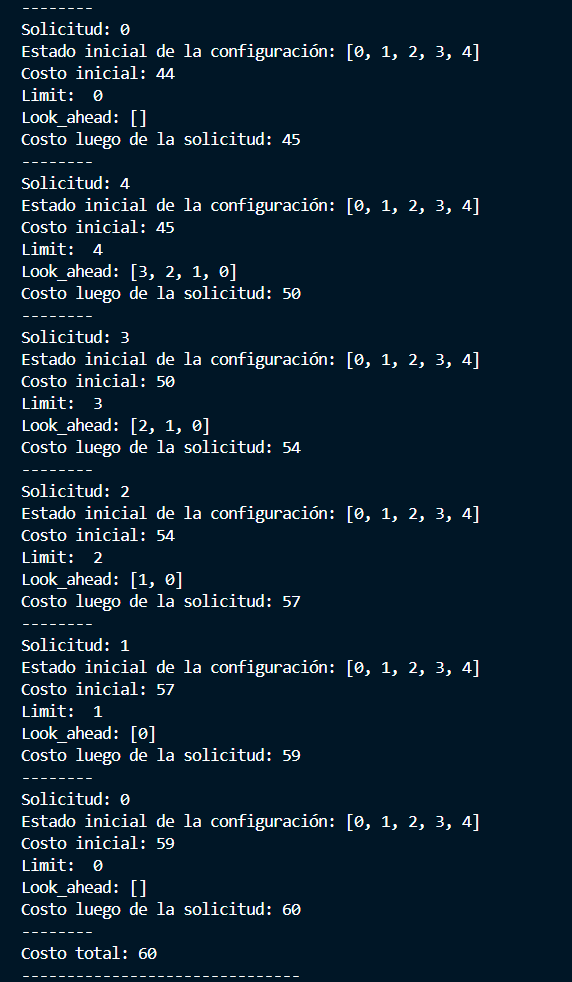 --------
Solicitud: 0
Estado inicial de la configuración: [0, 1, 2, 3, 4]
Costo inicial: 44
Limit:  0
Look_ahead: []
Costo luego de la solicitud: 45
--------
Solicitud: 4
Estado inicial de la configuración: [0, 1, 2, 3, 4]
Costo inicial: 45
Limit:  4
Look_ahead: [3, 2, 1, 0]
Costo luego de la solicitud: 50
--------
Solicitud: 3
Estado inicial de la configuración: [0, 1, 2, 3, 4]
Costo inicial: 50
Limit:  3
Look_ahead: [2, 1, 0]
Costo luego de la solicitud: 54
--------
Solicitud: 2
Estado inicial de la configuración: [0, 1, 2, 3, 4]
Costo inicial: 54
Limit:  2
Look_ahead: [1, 0]
Costo luego de la solicitud: 57
--------
Solicitud: 1
Estado inicial de la configuración: [0, 1, 2, 3, 4]
Costo inicial: 57
Limit:  1
Look_ahead: [0]
Costo luego de la solicitud: 59
--------
Solicitud: 0
Estado inicial de la configuración: [0, 1, 2, 3, 4]
Costo inicial: 59
Limit:  0
Look_ahead: []
Costo luego de la solicitud: 60
--------
Costo total: 60
-------------------------------